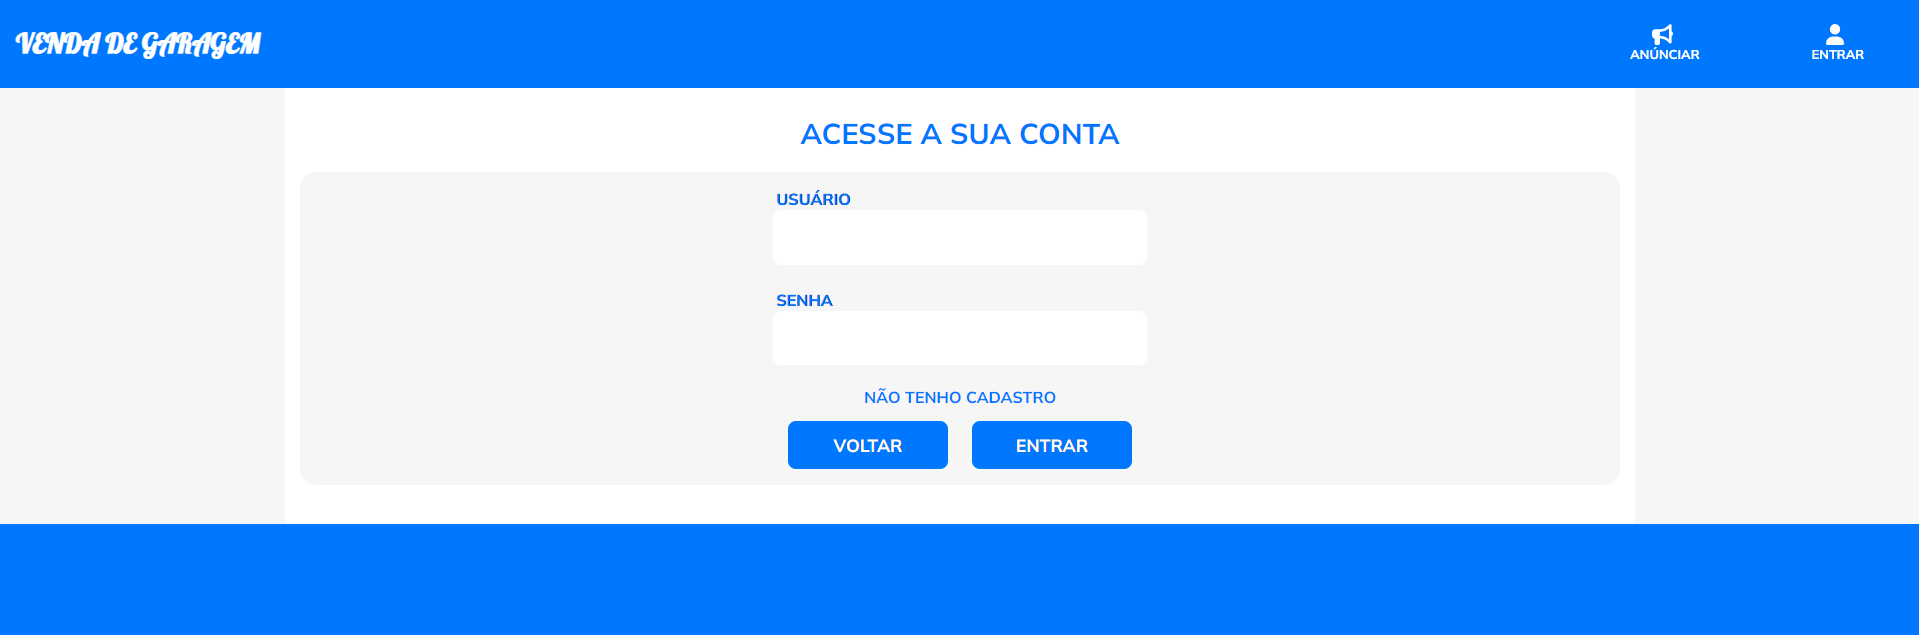 VENDA DE GARAGEM
ANÚNCIAR
ENTRAR
ACESSE A SUA CONTA
USUÁRIO
SENHA
NÃO TENHO CADASTRO
VOLTAR
ENTRAR